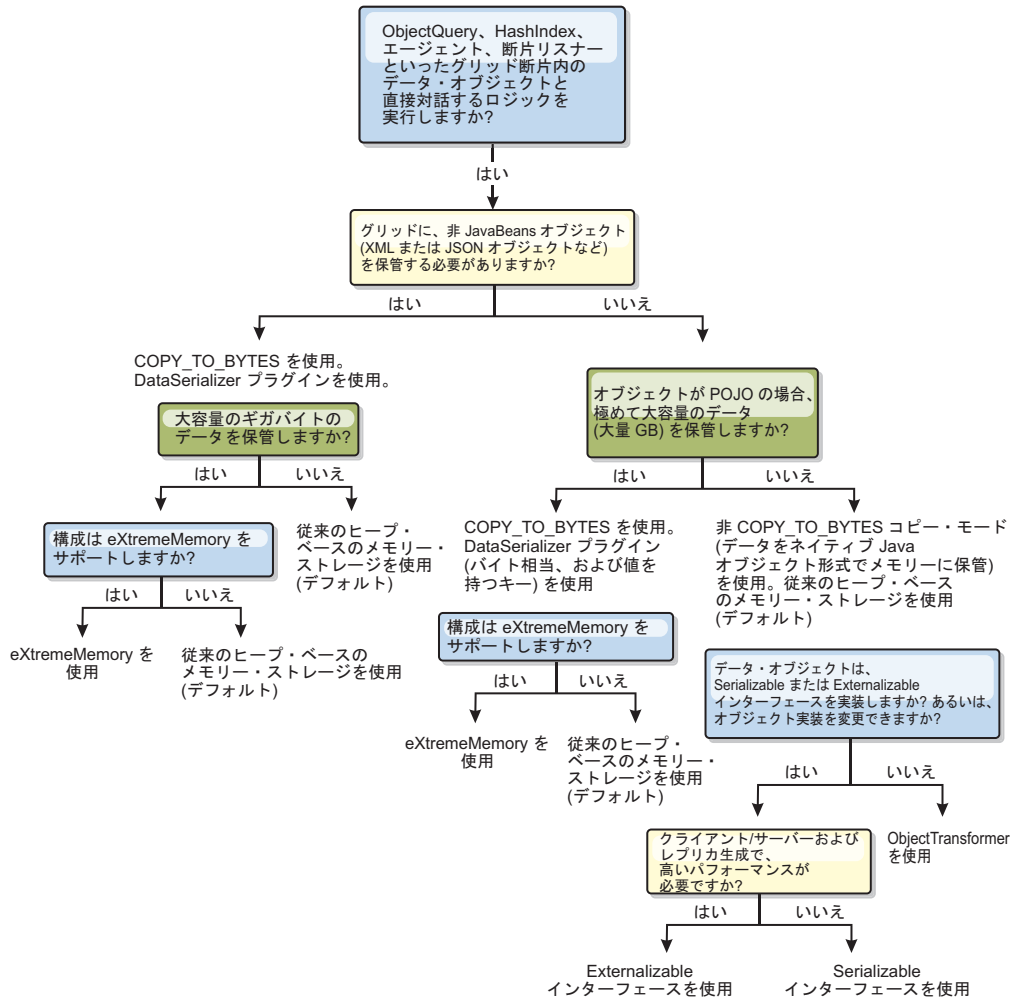 ObjectQuery、HashIndex、
エージェント、断片リスナー
といったグリッド断片内の
データ・オブジェクトと
直接対話するロジックを
実行しますか?
はい
グリッドに、非 JavaBeans オブジェクト
(XML または JSON オブジェクトなど)
を保管する必要がありますか?
はい
いいえ
COPY_TO_BYTES を使用。
DataSerializer プラグインを使用。
大容量のギガバイトの
データを保管しますか?
はい
いいえ
構成は eXtremeMemory を
サポートしますか?
従来のヒープ・
ベースのメモリー・
ストレージを使用
(デフォルト)
はい
いいえ
eXtremeMemory を
使用
従来のヒープ・ベースの
メモリー・ストレージを使用
(デフォルト)
オブジェクトが POJO の場合、
極めて大容量のデータ
(大量 GB) を保管しますか?
はい
いいえ
COPY_TO_BYTES を使用。
DataSerializer プラグイン
(バイト相当、および値を
持つキー) を使用
構成は eXtremeMemory を
サポートしますか?
はい
いいえ
eXtremeMemory を
使用
従来のヒープ・
ベースのメモリー・
ストレージを使用
(デフォルト)
非 COPY_TO_BYTES コピー・モード
(データをネイティブ Java
オブジェクト形式でメモリーに保管)
を使用。従来のヒープ・ベース
のメモリー・ストレージを使用
(デフォルト)
データ・オブジェクトは、
Serializable または Externalizable
インターフェースを実装しますか? あるいは、
オブジェクト実装を変更できますか?
はい
いいえ
クライアント/サーバーおよび
レプリカ生成で、
高いパフォーマンスが
必要ですか?
ObjectTransformer
を使用
はい
いいえ
Externalizable
インターフェースを使用
Serializable
インターフェースを使用